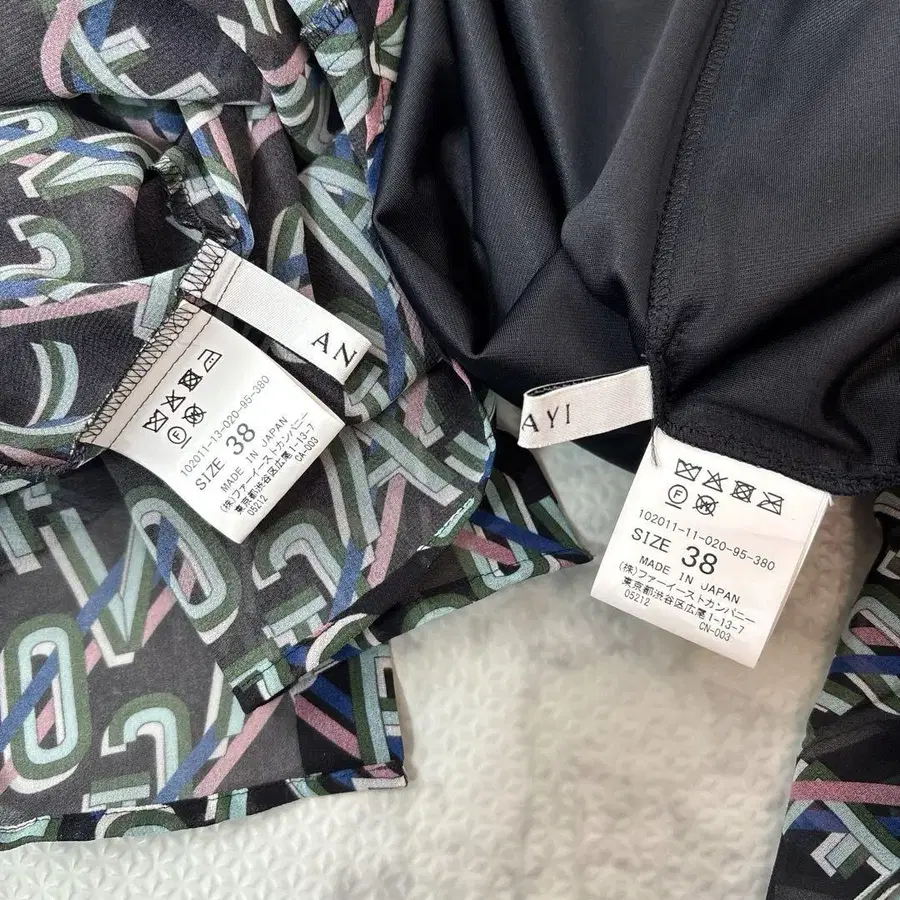 AN
102011-13-020-95-380
SIZE 38
MADE IN JAPAN
(株)ファーイーストカンパニー
東京都渋谷区広尾1-13-7
05212 CA-003
AYI
102011-11-020-95-380
SIZE 38
MADE IN JAPAN
(株)ファーイーストカンパニー
東京都渋谷区広尾1-13-7
05212 CN-003